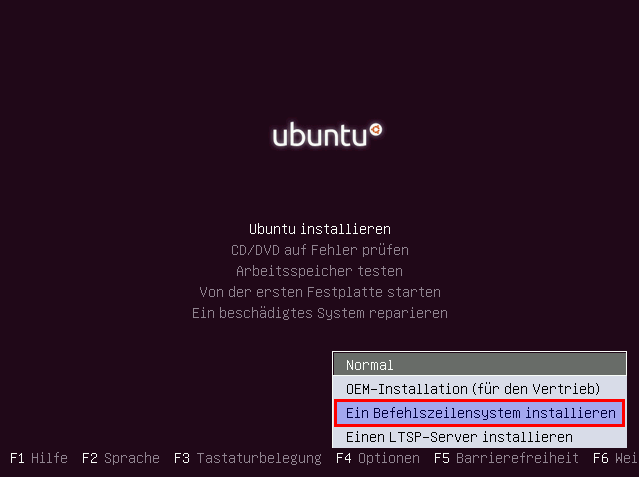 ubuntu
Ubuntu installieren
CD/DVD auf Fehler prüfen
Arbeitsspeicher testen
Von der ersten Festplatte starten
Ein beschädigtes System reparieren
Normal
OEM-Installation (für den Vertrieb)
Ein Befehlszeilensystem installieren
Einen LTSP-Server installieren
F1 Hilfe F2 Sprache F3 Tastaturbelegung F4 Optionen F5 Barrierefreiheit F6 Wei